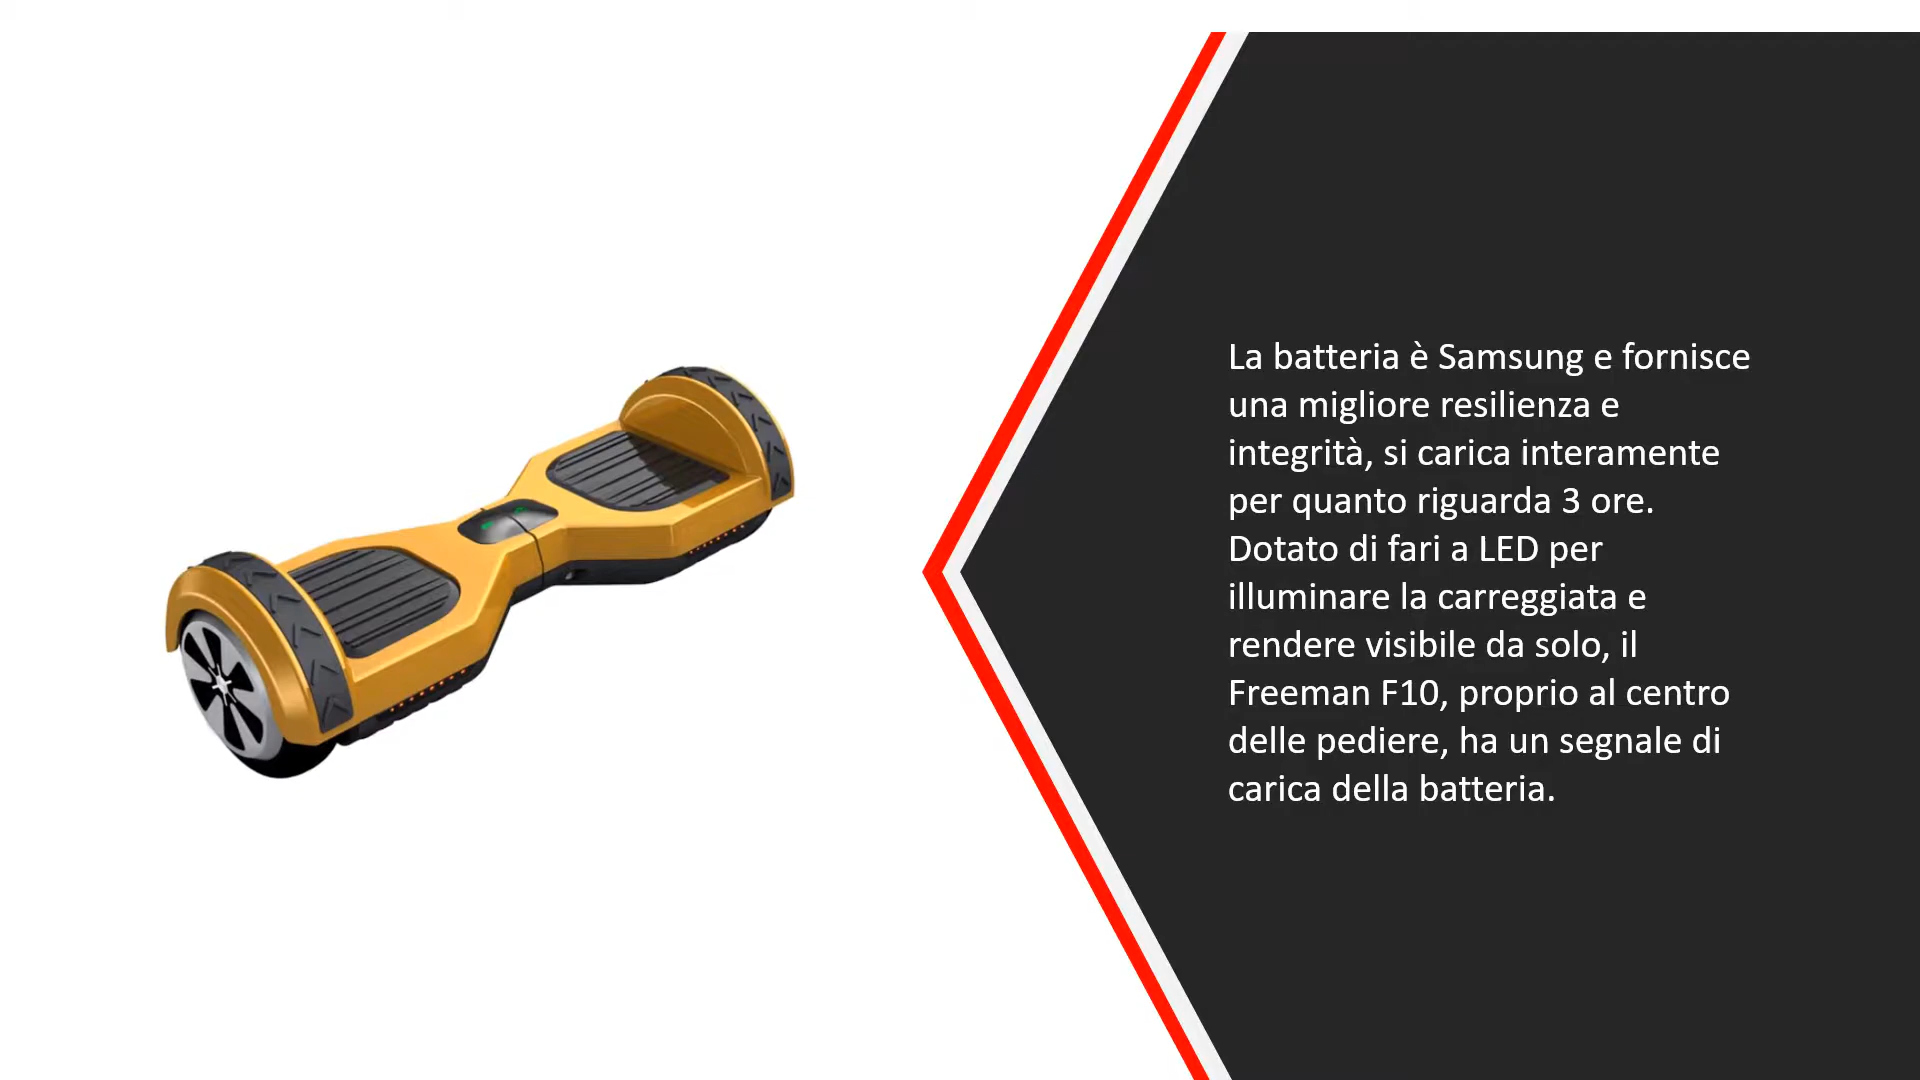 La batteria è Samsung e fornisce
una migliore resilienza e
integrità, si carica interamente
per quanto riguarda 3 ore.
Dotato di fari a LED per
illuminare la carreggiata e
rendere visibile da solo, il
Freeman F10, proprio al centro
delle pediere, ha un segnale di
carica della batteria.